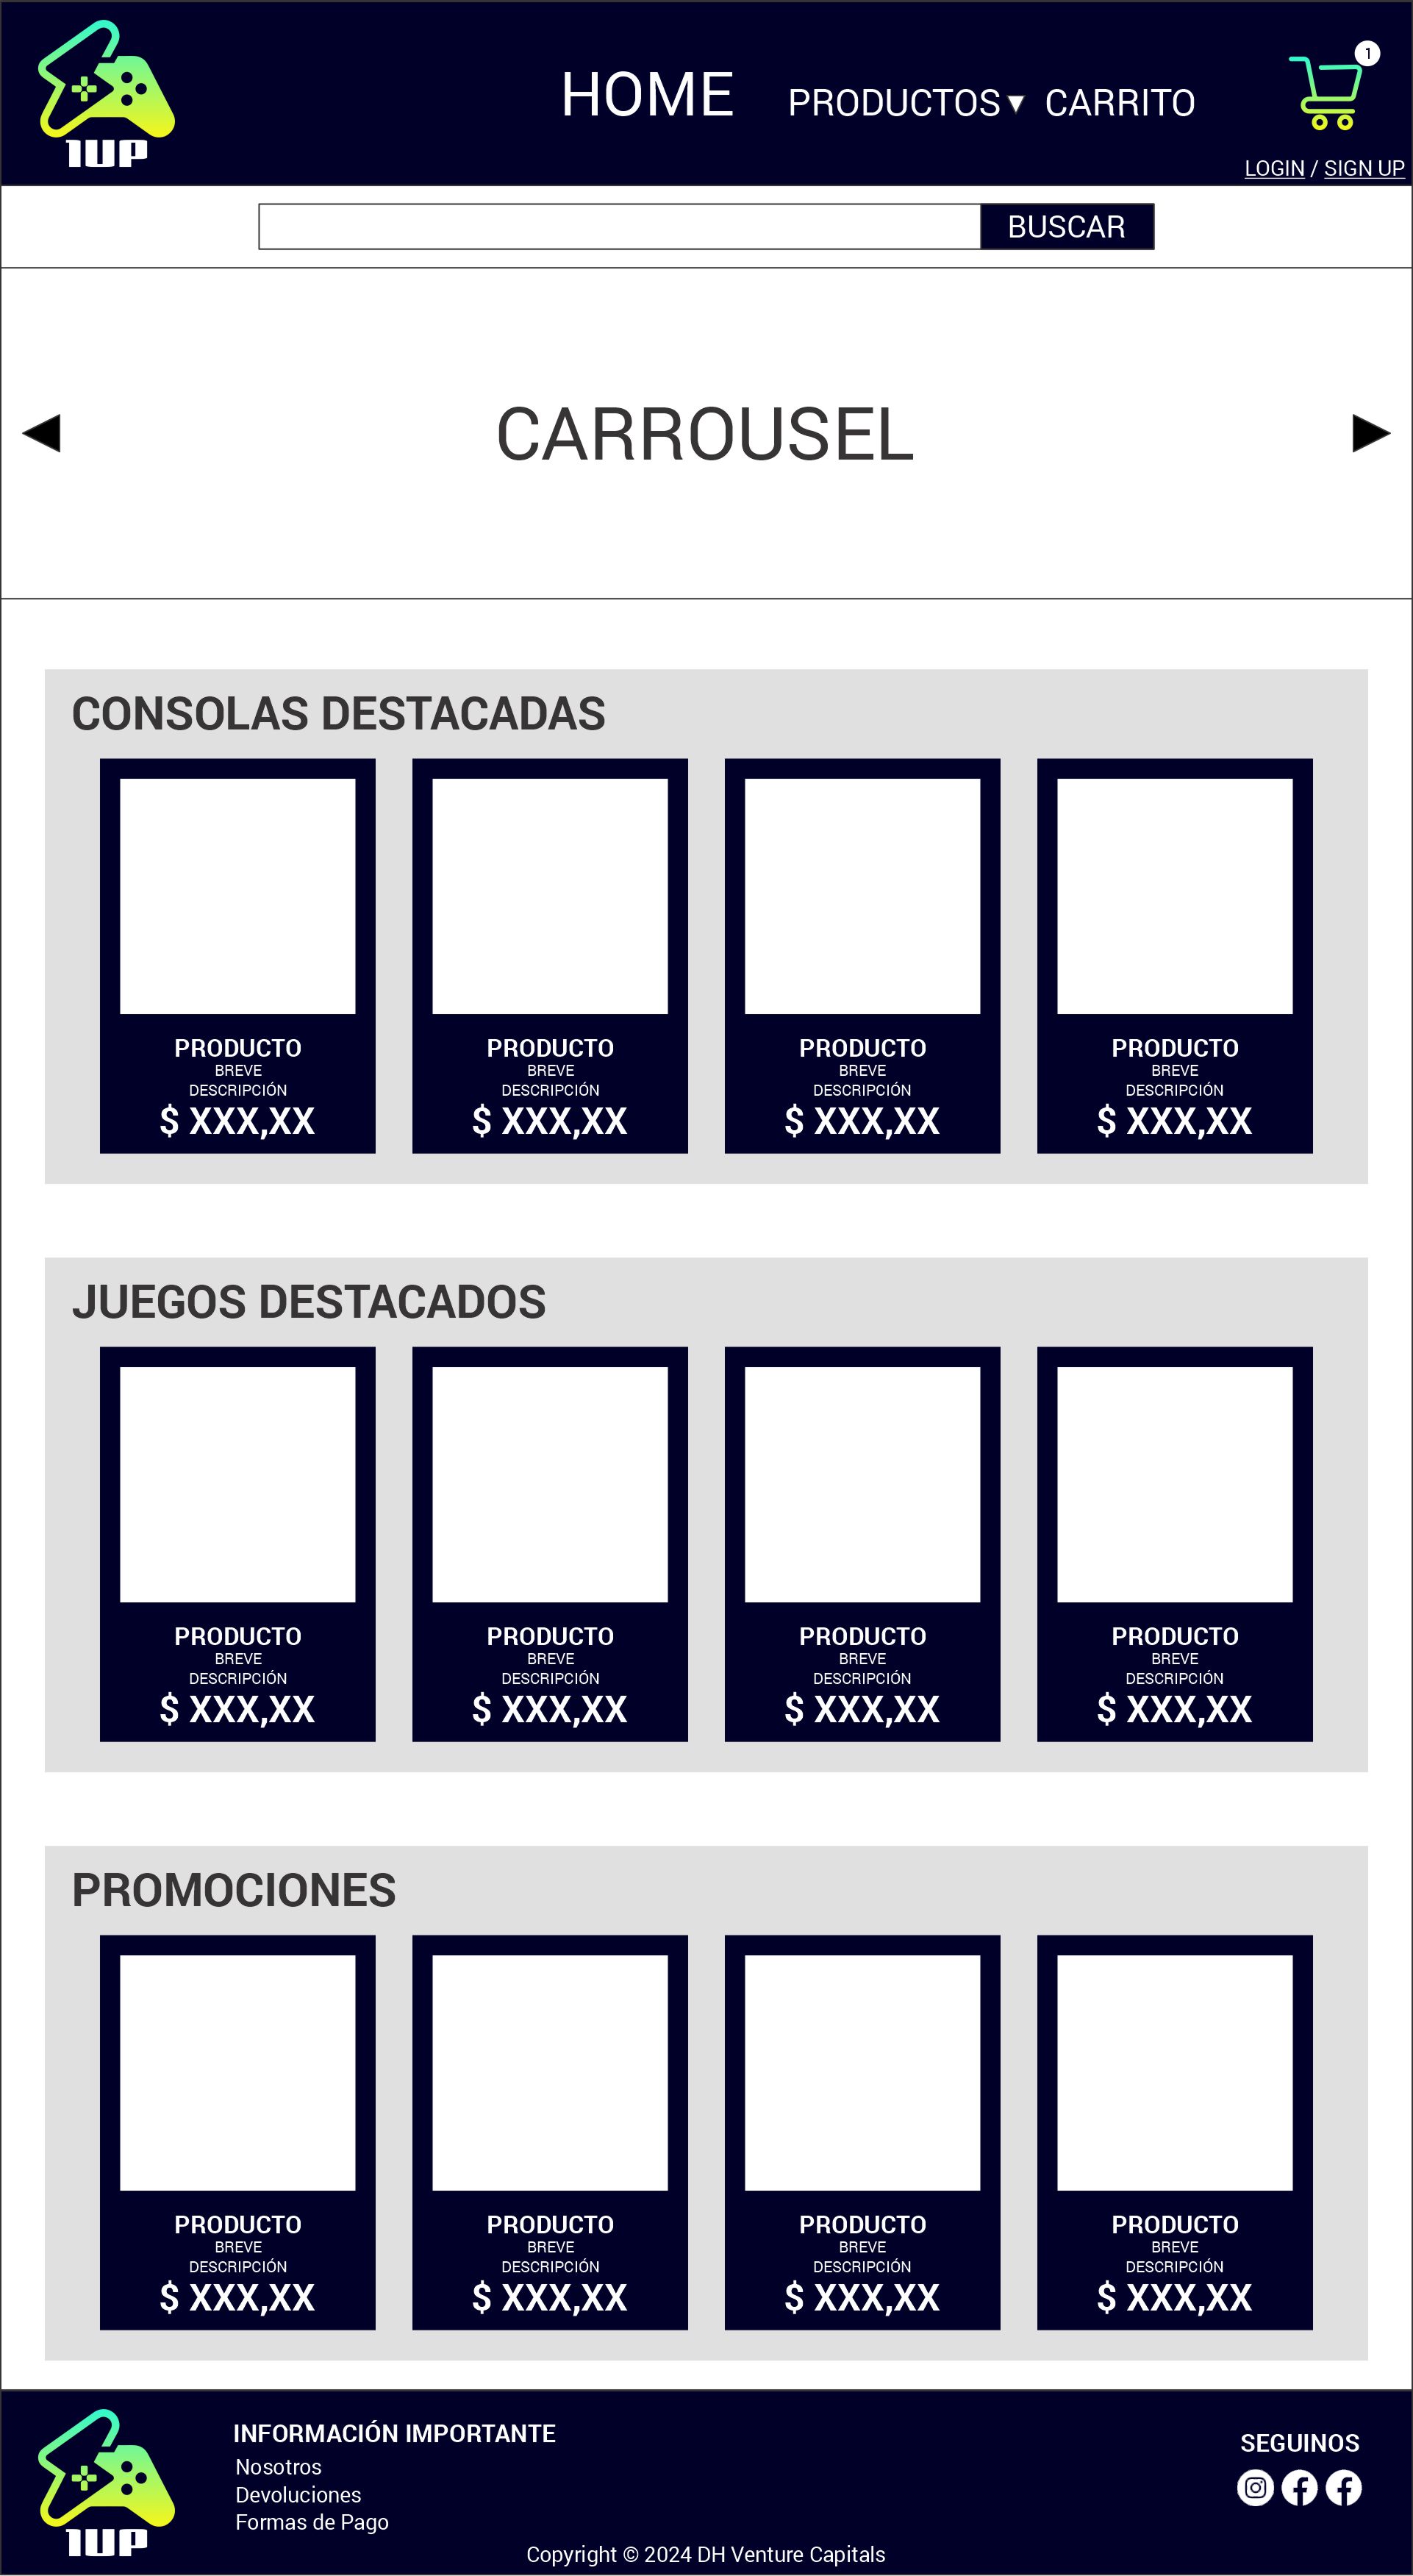 1UP
HOME PRODUCTOS CARRITO
1
LOGIN / SIGN UP
BUSCAR
CARROUSEL
CONSOLAS DESTACADAS
PRODUCTO
BREVE
DESCRIPCIÓN
$ XXX,XX
PRODUCTO
BREVE
DESCRIPCIÓN
$ XXX,XX
PRODUCTO
BREVE
DESCRIPCIÓN
$ XXX,XX
PRODUCTO
BREVE
DESCRIPCIÓN
$ XXX,XX
JUEGOS DESTACADOS
PRODUCTO
BREVE
DESCRIPCIÓN
$ XXX,XX
PRODUCTO
BREVE
DESCRIPCIÓN
$ XXX,XX
PRODUCTO
BREVE
DESCRIPCIÓN
$ XXX,XX
PRODUCTO
BREVE
DESCRIPCIÓN
$ XXX,XX
PROMOCIONES
PRODUCTO
BREVE
DESCRIPCIÓN
$ XXX,XX
PRODUCTO
BREVE
DESCRIPCIÓN
$ XXX,XX
PRODUCTO
BREVE
DESCRIPCIÓN
$ XXX,XX
PRODUCTO
BREVE
DESCRIPCIÓN
$ XXX,XX
1UP
INFORMACIÓN IMPORTANTE
Nosotros
Devoluciones
Formas de Pago
SEGUINOS
Copyright © 2024 DH Venture Capitals